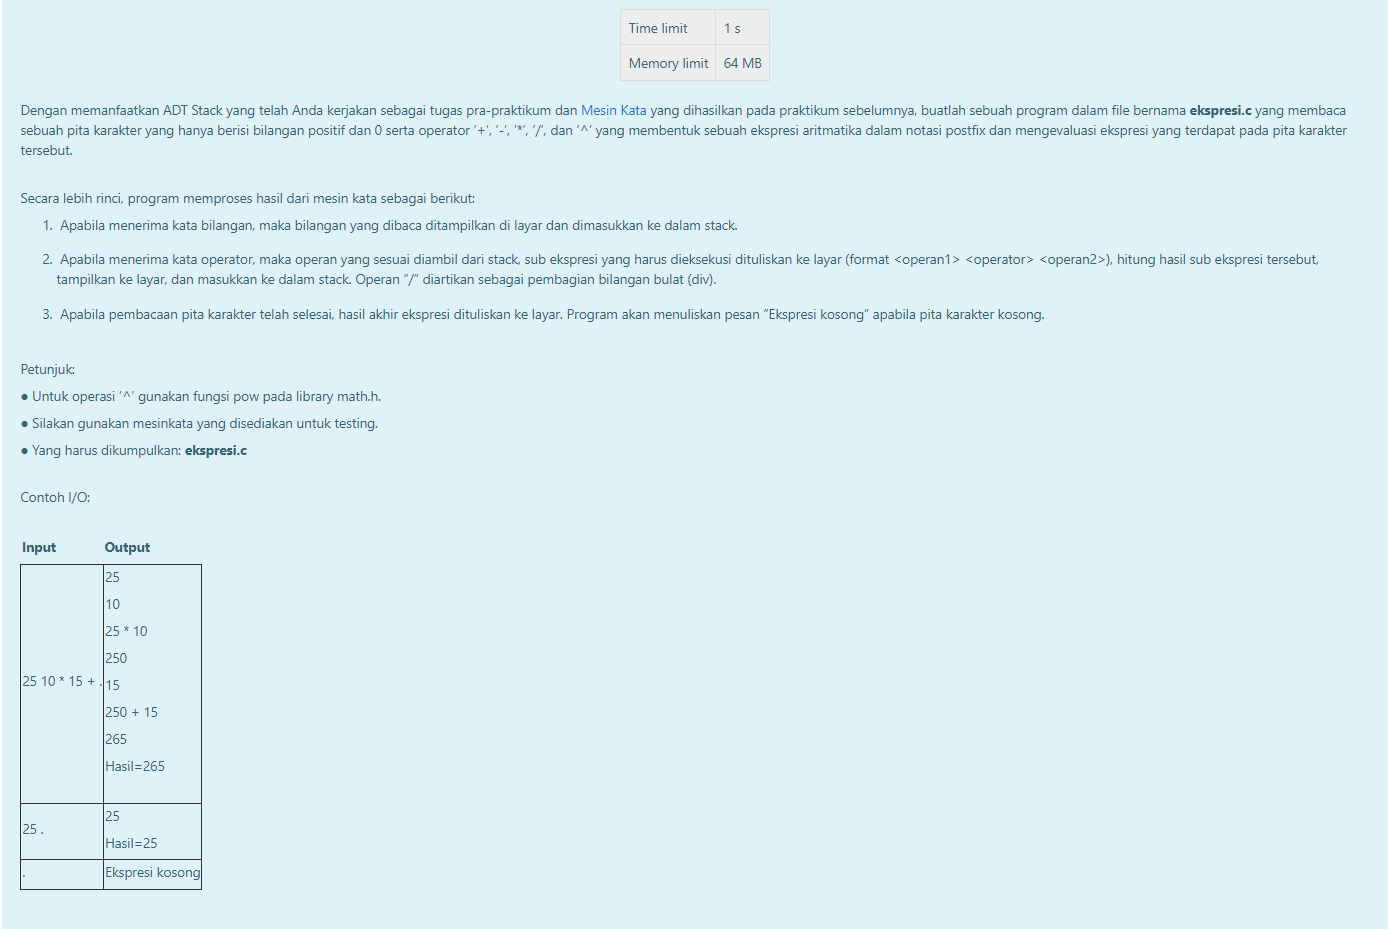 Time limit 1 s
Memory limit 64 MB
Dengan memanfaatkan ADT Stack yang telah Anda kerjakan sebagai tugas pra-praktikum dan Mesin Kata yang dihasilkan pada praktikum sebelumnya, buatlah sebuah program dalam file bernama ekspresi.c yang membaca
sebuah pita karakter yang hanya berisi bilangan positif dan 0 serta operator '+', '-', '*', '/', dan '^' yang membentuk sebuah ekspresi aritmatika dalam notasi postfix dan mengevaluasi ekspresi yang terdapat pada pita karakter
tersebut.
Secara lebih rinci, program memproses hasil dari mesin kata sebagai berikut:
1. Apabila menerima kata bilangan, maka bilangan yang dibaca ditampilkan di layar dan dimasukkan ke dalam stack.
2. Apabila menerima kata operator, maka operan yang sesuai diambil dari stack, sub ekspresi yang harus dieksekusi dituliskan ke layar (format <operan1> <operator> <operan2>), hitung hasil sub ekspresi tersebut,
tampilkan ke layar, dan masukkan ke dalam stack. Operan "/" diartikan sebagai pembagian bilangan bulat (div).
3. Apabila pembacaan pita karakter telah selesai, hasil akhir ekspresi dituliskan ke layar. Program akan menuliskan pesan "Ekspresi kosong" apabila pita karakter kosong.
Petunjuk:
● Untuk operasi '^' gunakan fungsi pow pada library math.h.
● Silakan gunakan mesinkata yang disediakan untuk testing.
● Yang harus dikumpulkan: ekspresi.c
Contoh I/O:
Input Output
25 10 * 15 + .
25
10
25 * 10
250
15
250 + 15
265
Hasil=265
25 .
25
Hasil=25
.
Ekspresi kosong